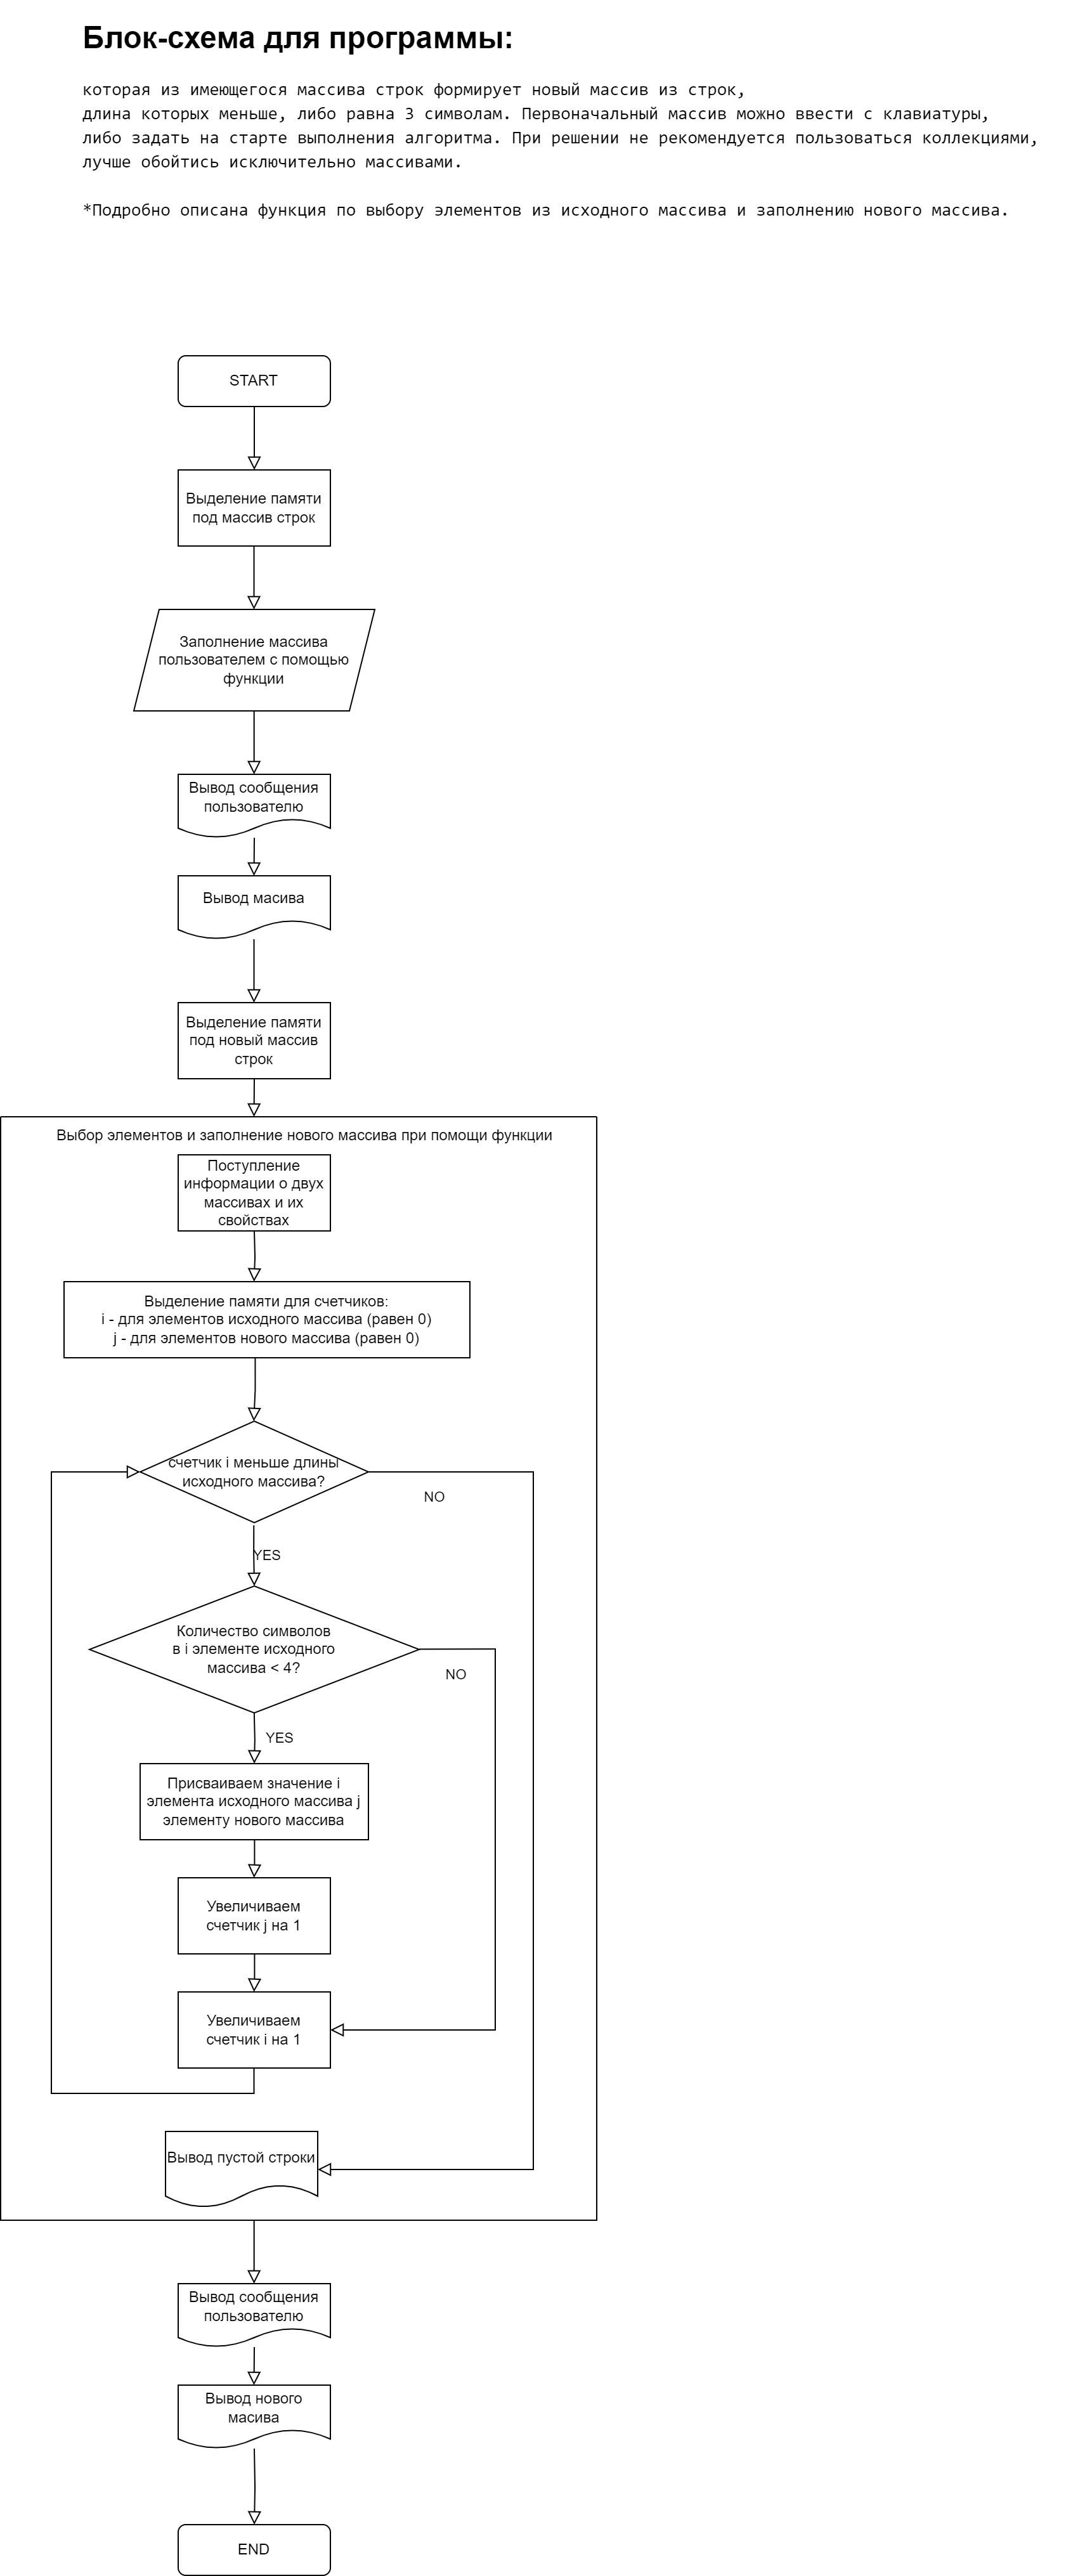 Блок-схема для программы:
которая из имеющегося массива строк формирует новый массив из строк,
длина которых меньше, либо равна 3 символам. Первоначальный массив можно ввести с клавиатуры,
либо задать на старте выполнения алгоритма. При решении не рекомендуется пользоваться коллекциями,
лучше обойтись исключительно массивами.
*Подробно описана функция по выбору элементов из исходного массива и заполнению нового массива.
START
Выделение памяти
под массив строк
Заполнение массива
пользователем с помощью
функции
Вывод сообщения
пользователю
Вывод масива
Выделение памяти
под новый массив
строк
Выбор элементов и заполнение нового массива при помощи функции
Поступление
информации о двух
массивах и их
свойствах
Выделение памяти для счетчиков:
i - для элементов исходного массива (равен 0)
j - для элементов нового массива (равен 0)
счетчик i меньше длины
исходного массива?
NO
YES
Количество символов
в i элементе исходного
массива < 4?
NO
YES
Присваиваем значение i
элемента исходного массива j
элементу нового массива
Увеличиваем
счетчик j на 1
Увеличиваем
счетчик i на 1
Вывод пустой строки
Вывод сообщения
пользователю
Вывод нового
масива
END